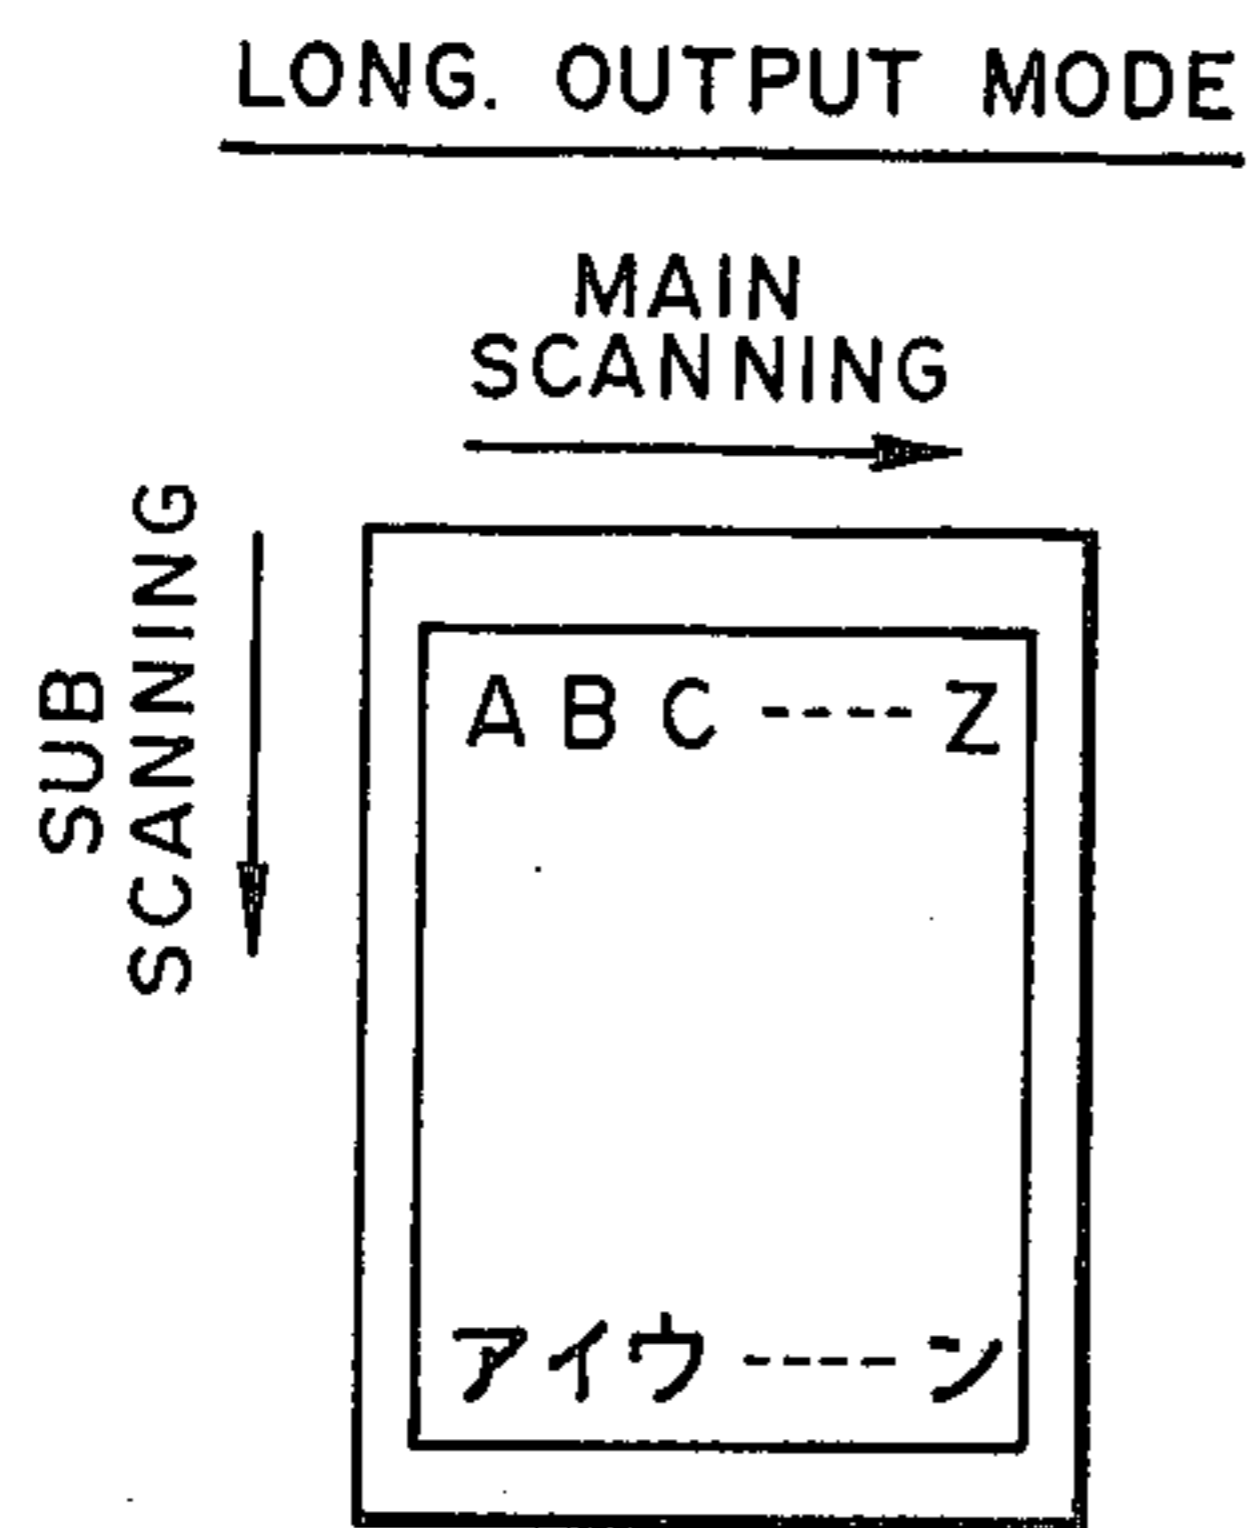 LONG. OUTPUT MODE
MAIN
SCANNING
SUB
SCANNING
A B C ---- Z
アイウ ---- ン